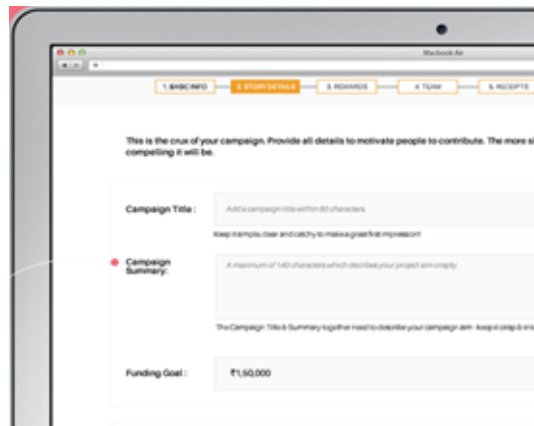 Macbook Air
1. BASIC INFO 2. STORY DETAILS 3. REWARDS 4. TEAM 5. RECEIPTS
This is the crux of your campaign. Provide all details to motivate people to contribute. The more
compelling it will be.
Campaign Title :
Add a campaign title within 60 characters.
Keep it simple, clear and catchy to make a great first impression!
Campaign
Summary:
A maximum of 140 characters which decribes your project aim crisply.
The Campaign Title & Summary together need to describe your campaign aim - keep it crisp &
Funding Goal :
₹1,50,000